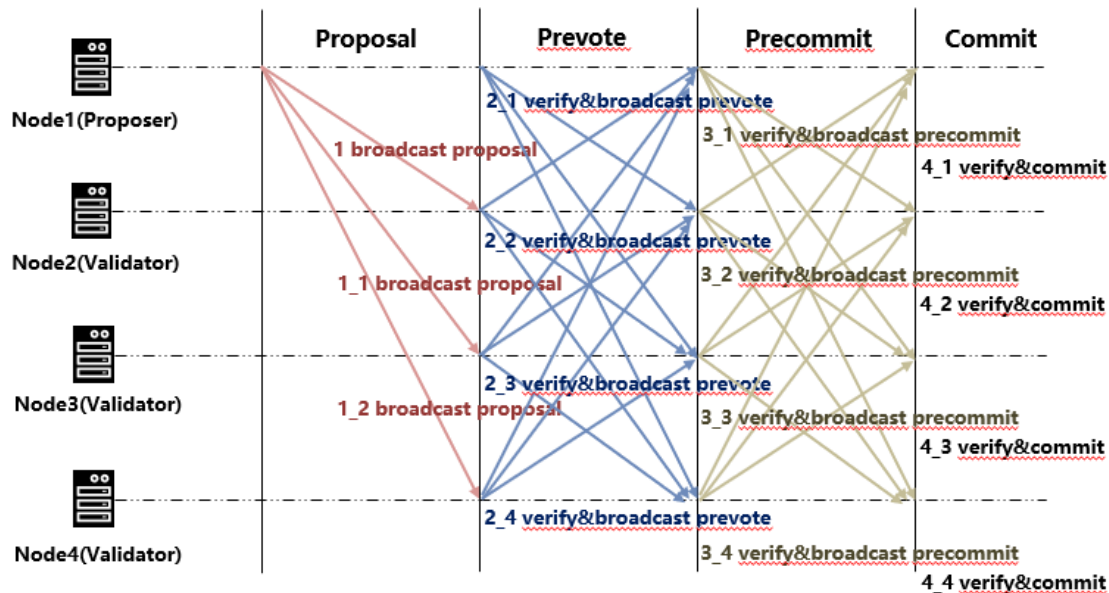 Proposal
Prevote
Precommit
Commit
Node1(Proposer)
2_1 verify&broadcast prevote
3_1 verify&broadcast precommit
1 broadcast proposal
4_1 verify&commit
Node2(Validator)
2_2 verify&broadcast prevote
3_2 verify&broadcast precommit
1_1 broadcast proposal
4_2 verify&commit
Node3(Validator)
2_3 verify&broadcast prevote
1_2 broadcast proposal
3_3 verify&broadcast precommit
4_3 verify&commit
2_4 verify&broadcast prevote
Node4(Validator)
3_4 verify&broadcast precommit
4_4 verify&commit